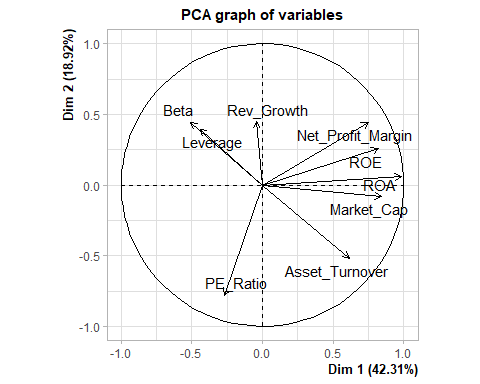 PCA graph of variables
Dim 2 (18.92%)
1.0
0.5
0.0
-0.5
-1.0
Beta
Rev_Growth
Leverage
Net_Profit_Margin
ROE
ROA
Market_Cap
Asset_Turnover
PE_Ratio
-1.0
-0.5
0.0
0.5
1.0
Dim 1 (42.31%)